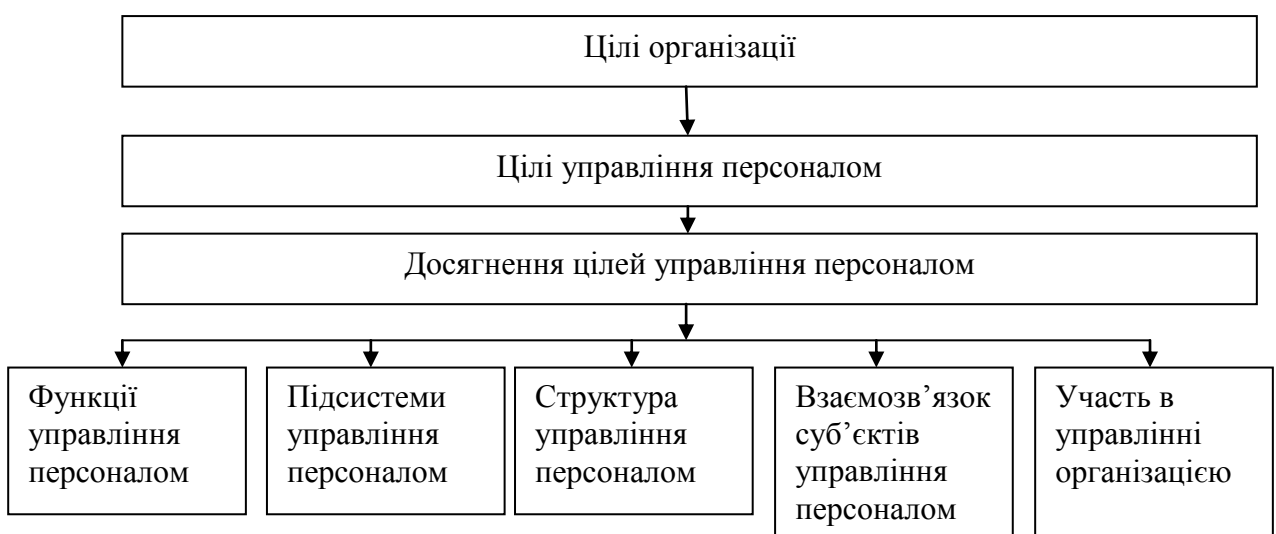 Цілі організації
Цілі управління персоналом
Досягнення цілей управління персоналом
Функції
управління
персоналом
Підсистеми
управління
персоналом
Структура
управління
персоналом
Взаємозв’язок
суб’єктів
управління
персоналом
Участь в
управлінні
організацією